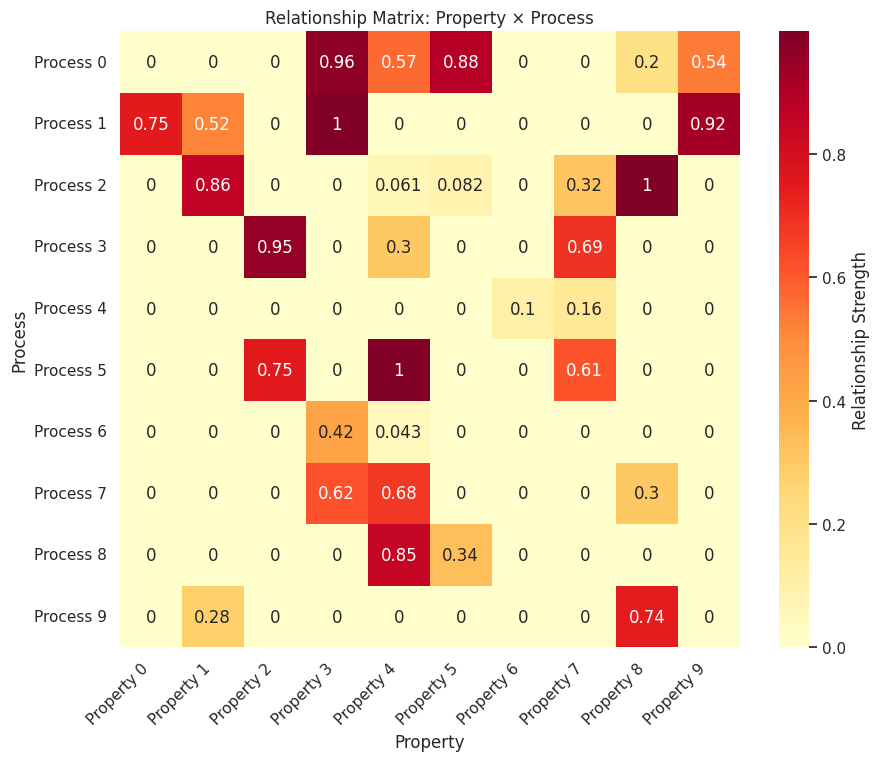 Relationship Matrix: Property × Process
Process 0 0 0 0 0.96 0.57 0.88 0 0 0.2 0.54
Process 1 0.75 0.52 0 1 0 0 0 0 0 0.92
Process 2 0 0.86 0 0 0.061 0.082 0 0.32 1 0
Process 3 0 0 0.95 0 0.3 0 0 0.69 0 0
Process 4 0 0 0 0 0 0 0.1 0.16 0 0
Process 5 0 0 0.75 0 1 0 0 0.61 0 0
Process 6 0 0 0 0.42 0.043 0 0 0 0 0
Process 7 0 0 0 0.62 0.68 0 0 0 0.3 0
Process 8 0 0 0 0 0.85 0.34 0 0 0 0
Process 9 0 0.28 0 0 0 0 0 0 0.74 0
Property 0 Property 1 Property 2 Property 3 Property 4 Property 5 Property 6 Property 7 Property 8 Property 9
Property
Process
0.8
0.6
0.4
0.2
0.0
Relationship Strength